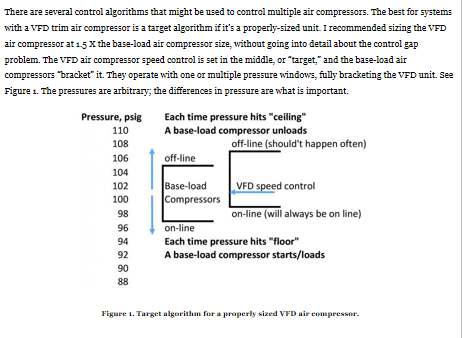 There are several control algorithms that might be used to control multiple air compressors. The best for systems
with a VFD trim air compressor is a target algorithm if it's a properly-sized unit. I recommended sizing the VFD
air compressor at 1.5 X the base-load air compressor size, without going into detail about the control gap
problem. The VFD air compressor speed control is set in the middle, or "target," and the base-load air
compressors "bracket" it. They operate with one or multiple pressure windows, fully bracketing the VFD unit. See
Figure 1. The pressures are arbitrary; the differences in pressure are what is important.
Pressure, psig Each time pressure hits "ceiling"
110 A base-load compressor unloads
108 off-line (should't happen often)
106 off-line
104
102 Base-load VFD speed control
100 Compressors
98 on-line (will always be on line)
96 on-line
94 Each time pressure hits "floor"
92 A base-load compressor starts/loads
90
88
Figure 1. Target algorithm for a properly sized VFD air compressor.